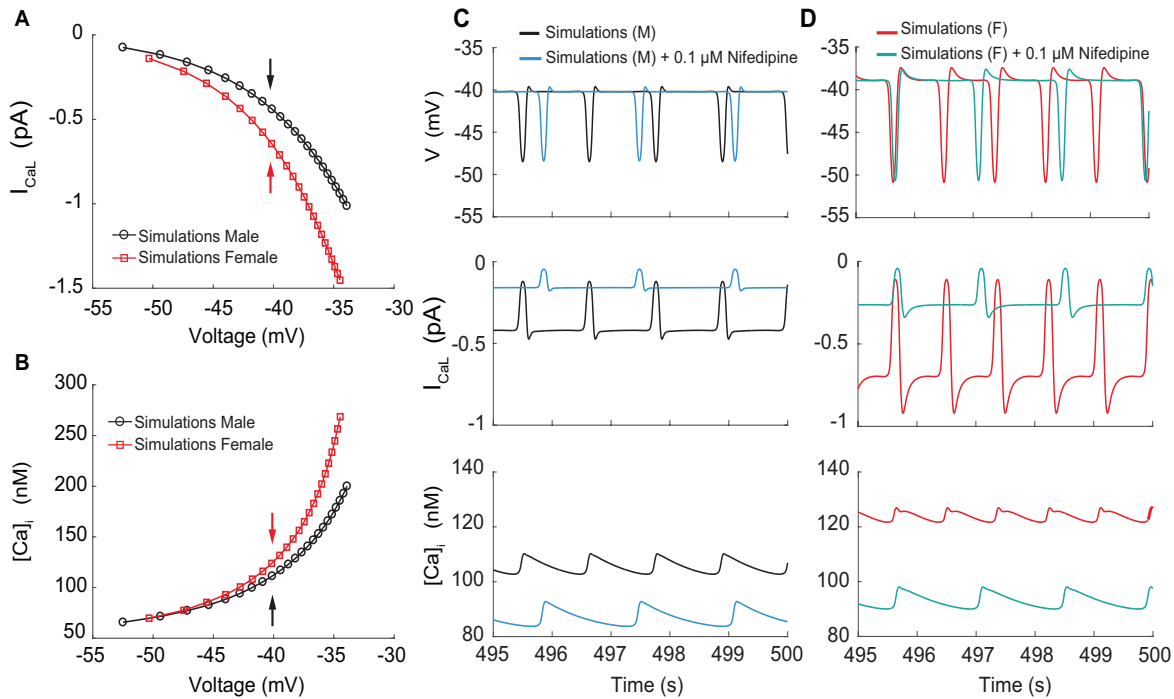 A
0
-0.5
-1
-1.5
I_CaL (pA)
Simulations Male
Simulations Female
-55 -50 -45 -40 -35 -30
Voltage (mV)
B
300
250
200
150
100
50
[Ca]i (nM)
Simulations Male
Simulations Female
-55 -50 -45 -40 -35 -30
Voltage (mV)
C
Simulations (M)
Simulations (M) + 0.1 μM Nifedipine
-35
-40
-45
-50
-55
V (mV)
0
-0.5
-1
I_CaL (pA)
140
120
100
80
[Ca]i (nM)
495 496 497 498 499 500
Time (s)
D
Simulations (F)
Simulations (F) + 0.1 μM Nifedipine
-35
-40
-45
-50
-55
0
-0.5
-1
140
120
100
80
495 496 497 498 499 500
Time (s)